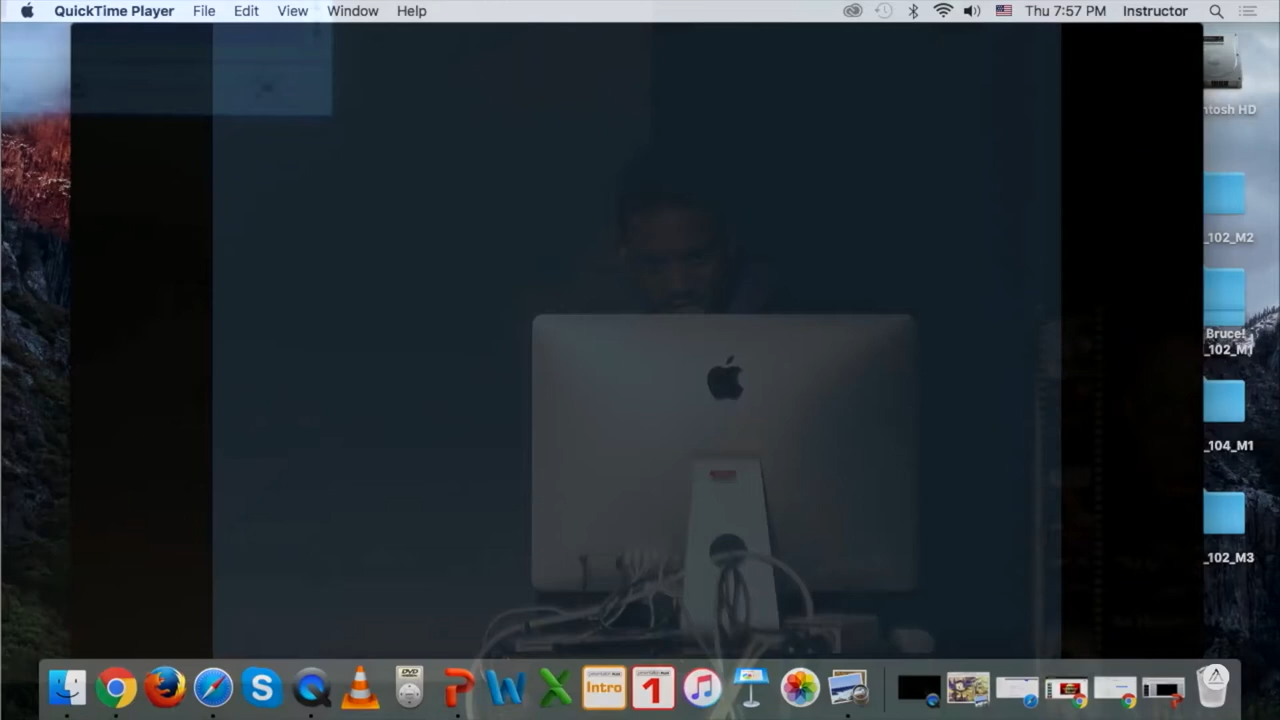 QuickTime Player File Edit View Window Help Thu 7:57 PM Instructor
ntosh HD
_102_M2
Bruce!
_102_M1
_104_M1
_102_M3
DVD
Intro
1